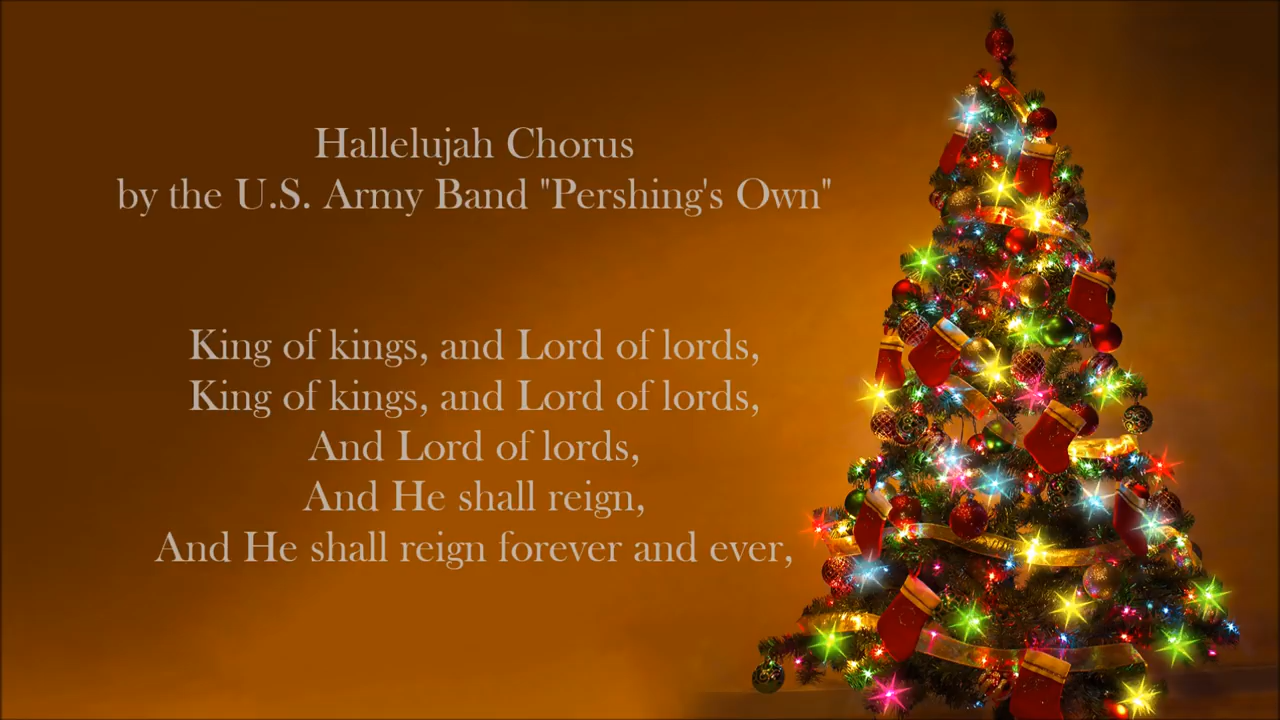 Hallelujah Chorus
by the U.S. Army Band "Pershing's Own"
King of kings, and Lord of lords,
King of kings, and Lord of lords,
And Lord of lords,
And He shall reign,
And He shall reign forever and ever,